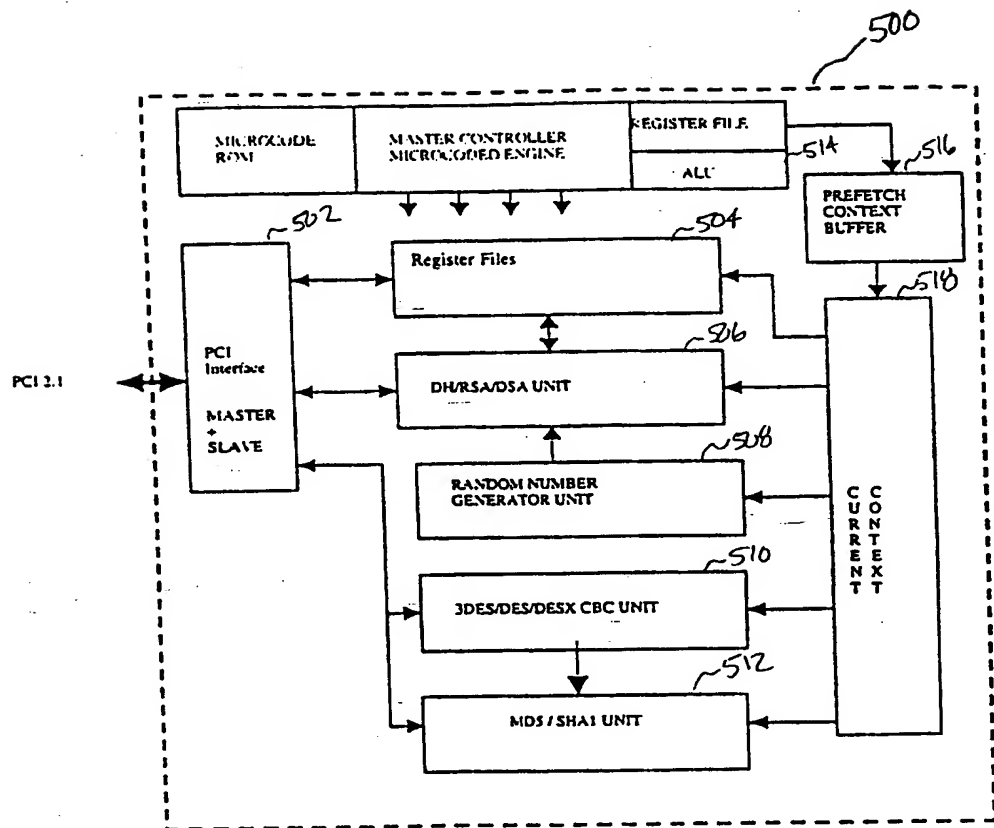 500
MICROCODE
ROM
MASTER CONTROLLER
MICROCODED ENGINE
REGISTER FILE
514
ALU
516
PREFETCH
CONTEXT
BUFFER
502
504
Register Files
518
PCI 2.1
PCI
Interface
MASTER
+
SLAVE
506
DH/RSA/DSA UNIT
508
RANDOM NUMBER
GENERATOR UNIT
CURRENT
CONTEXT
510
3DES/DES/DESX CBC UNIT
512
MD5 / SHA1 UNIT